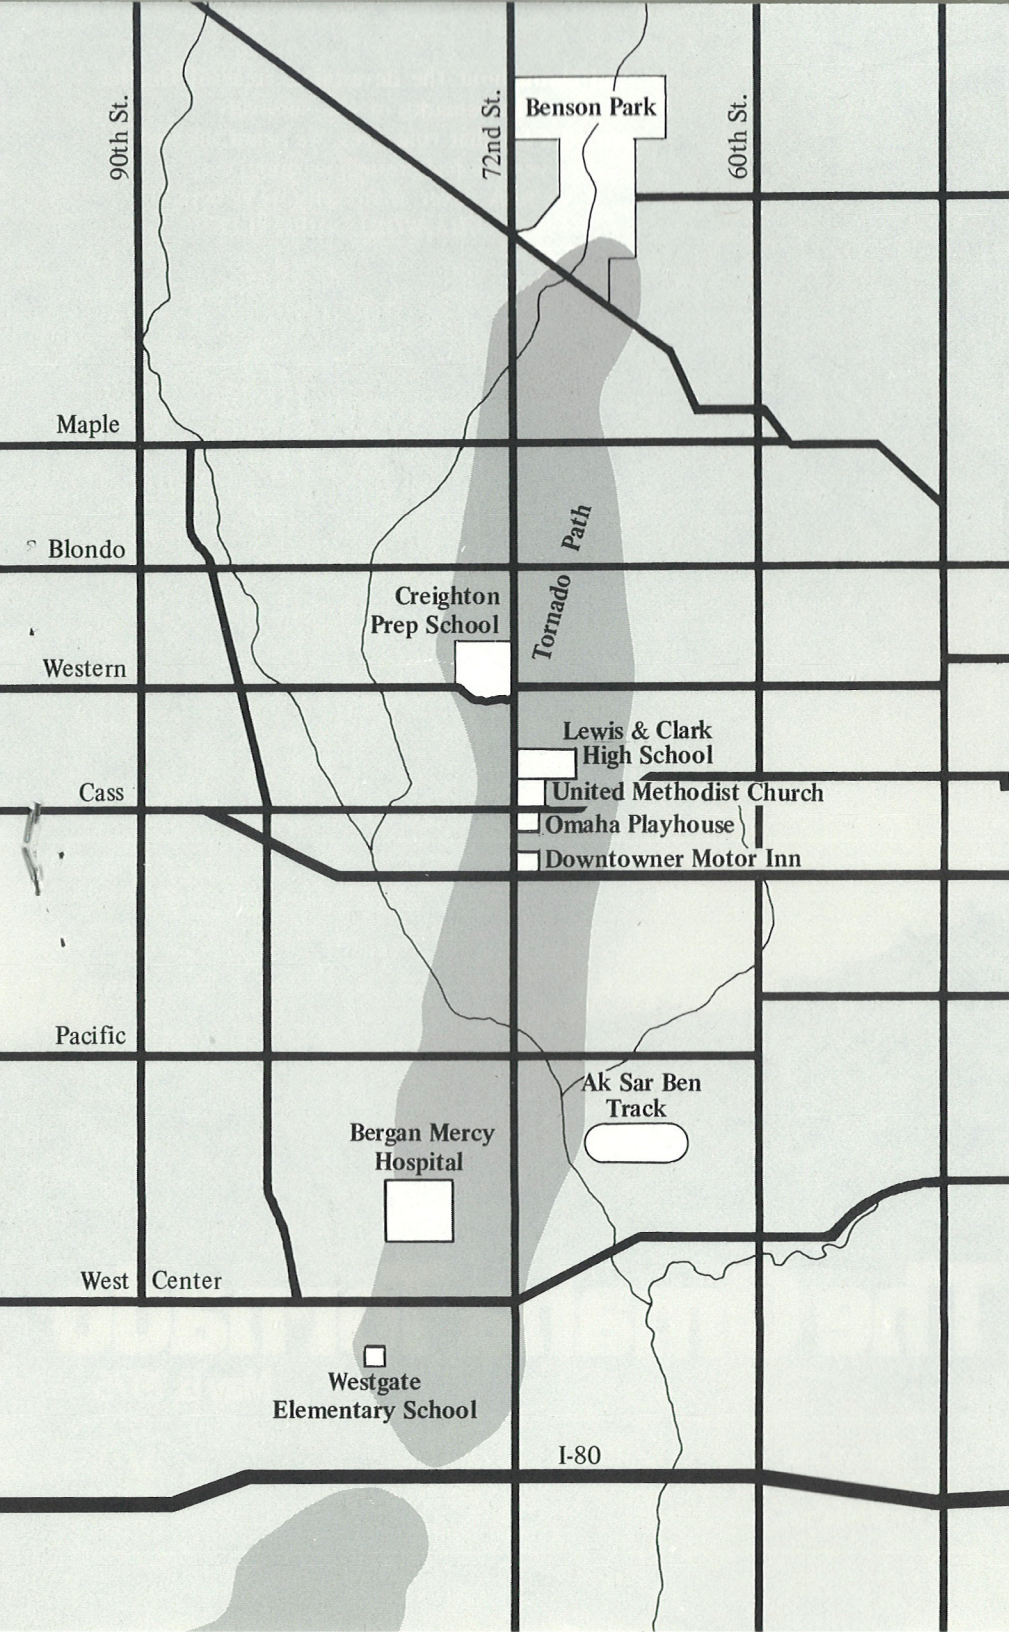 90th St.
72nd St.
60th St.
Benson Park
Maple
Blondo
Tornado Path
Creighton
Prep School
Western
Lewis & Clark
High School
Cass
United Methodist Church
Omaha Playhouse
Downtowner Motor Inn
Pacific
Ak Sar Ben
Track
Bergan Mercy
Hospital
West Center
Westgate
Elementary School
I-80